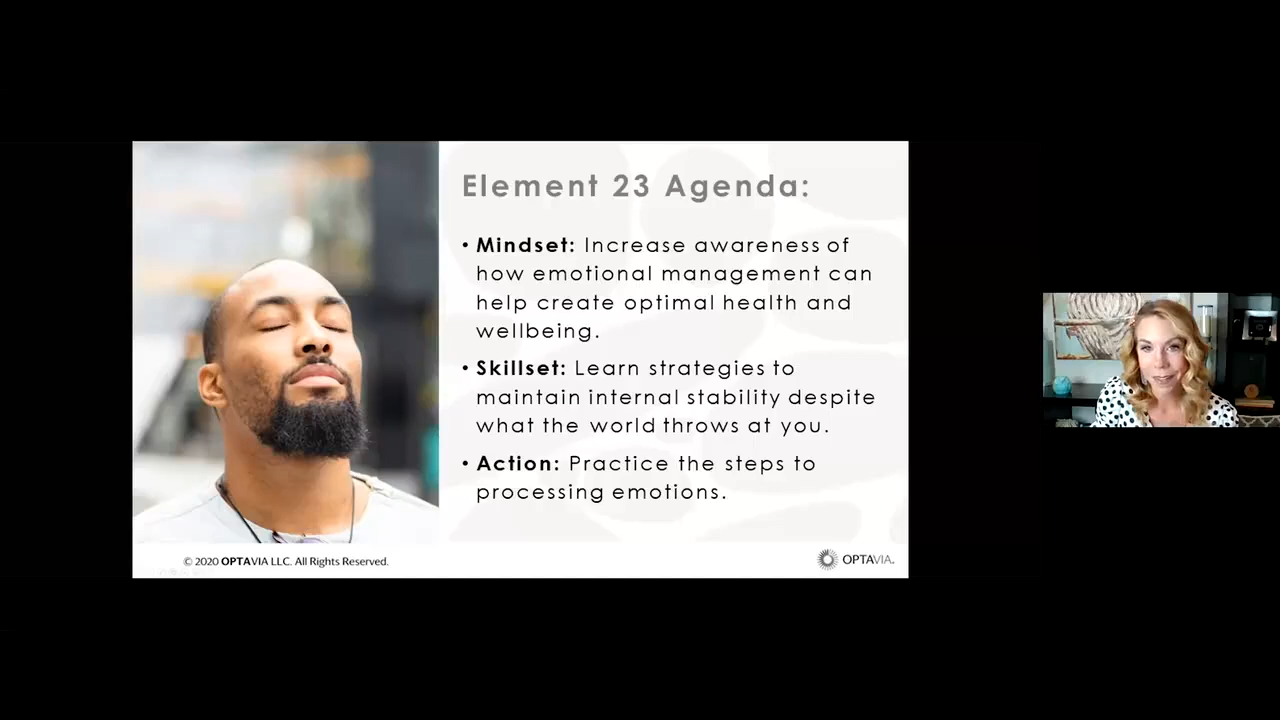 Element 23 Agenda:
• Mindset: Increase awareness of
how emotional management can
help create optimal health and
wellbeing.
• Skillset: Learn strategies to
maintain internal stability despite
what the world throws at you.
• Action: Practice the steps to
processing emotions.
© 2020 OPTAVIA LLC. All Rights Reserved.
OPTAVIA.